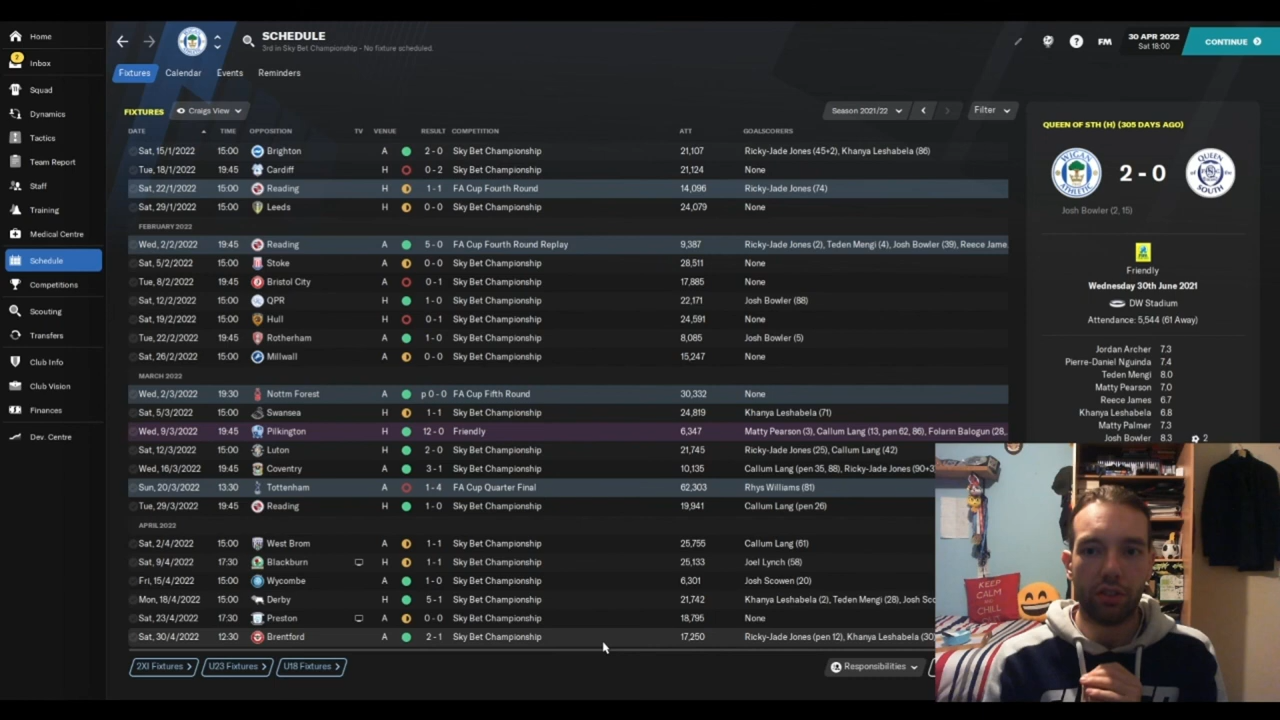 Home
SCHEDULE
3rd in Sky Bet Championship - No fixture scheduled.
FM
30 APR 2022
Sat 18:00
CONTINUE
2
Inbox
Fixtures Calendar Events Reminders
Squad
Dynamics
Tactics
Team Report
Staff
Training
Medical Centre
Schedule
Competitions
Scouting
Transfers
Club Info
Club Vision
Finances
Dev. Centre
FIXTURES Craigs View Season 2021/22 Filter
DATE TIME OPPOSITION TV VENUE RESULT COMPETITION ATT GOALSCORERS
Sat, 15/1/2022 15:00 Brighton A 2-0 Sky Bet Championship 21,107 Ricky-Jade Jones (45+2), Khanya Leshabela (86)
Tue, 18/1/2022 19:45 Cardiff H 0-2 Sky Bet Championship 21,124 None
Sat, 22/1/2022 15:00 Reading H 1-1 FA Cup Fourth Round 14,096 Ricky-Jade Jones (74)
Sat, 29/1/2022 15:00 Leeds H 0-0 Sky Bet Championship 24,079 None
FEBRUARY 2022
Wed, 2/2/2022 19:45 Reading A 5-0 FA Cup Fourth Round Replay 9,387 Ricky-Jade Jones (2), Teden Mengi (4), Josh Bowler (39), Reece Jame
Sat, 5/2/2022 15:00 Stoke A 0-0 Sky Bet Championship 28,511 None
Tue, 8/2/2022 19:45 Bristol City A 0-1 Sky Bet Championship 17,885 None
Sat, 12/2/2022 15:00 QPR H 1-0 Sky Bet Championship 22,171 Josh Bowler (88)
Sat, 19/2/2022 15:00 Hull H 0-1 Sky Bet Championship 24,591 None
Tue, 22/2/2022 19:45 Rotherham A 1-0 Sky Bet Championship 8,085 Josh Bowler (5)
Sat, 26/2/2022 15:00 Millwall A 0-0 Sky Bet Championship 15,247 None
MARCH 2022
Wed, 2/3/2022 19:30 Nottm Forest A p 0-0 FA Cup Fifth Round 30,332 None
Sat, 5/3/2022 15:00 Swansea H 1-1 Sky Bet Championship 24,819 Khanya Leshabela (71)
Wed, 9/3/2022 19:45 Pilkington H 12-0 Friendly 6,347 Matty Pearson (3), Callum Lang (13, pen 62, 86), Folarin Balogun (28,
Sat, 12/3/2022 15:00 Luton H 2-0 Sky Bet Championship 21,745 Ricky-Jade Jones (25), Callum Lang (42)
Wed, 16/3/2022 19:45 Coventry A 3-1 Sky Bet Championship 10,135 Callum Lang (pen 35, 88), Ricky-Jade Jones (90+3
Sun, 20/3/2022 13:30 Tottenham A 1-4 FA Cup Quarter Final 62,303 Rhys Williams (81)
Tue, 29/3/2022 19:45 Reading H 1-0 Sky Bet Championship 19,941 Callum Lang (pen 26)
APRIL 2022
Sat, 2/4/2022 15:00 West Brom A 1-1 Sky Bet Championship 25,755 Callum Lang (61)
Sat, 9/4/2022 17:30 Blackburn H 1-1 Sky Bet Championship 25,133 Joel Lynch (58)
Fri, 15/4/2022 15:00 Wycombe A 1-0 Sky Bet Championship 6,301 Josh Scowen (20)
Mon, 18/4/2022 15:00 Derby H 5-1 Sky Bet Championship 21,742 Khanya Leshabela (2), Teden Mengi (28), Josh Sco
Sat, 23/4/2022 17:30 Preston A 0-0 Sky Bet Championship 18,795 None
Sat, 30/4/2022 12:30 Brentford A 2-1 Sky Bet Championship 17,250 Ricky-Jade Jones (pen 12), Khanya Leshabela (30)
2XI Fixtures > U23 Fixtures > U18 Fixtures > Responsibilities
QUEEN OF STH (H) (305 DAYS AGO)
WIGAN
ATHLETIC
2 - 0
QUEEN
of the
SOUTH
Josh Bowler (2, 15)
Friendly
Wednesday 30th June 2021
DW Stadium
Attendance: 5,544 (61 Away)
Jordan Archer 7.3
Pierre-Daniel Nguinda 7.4
Teden Mengi 8.0
Matty Pearson 7.0
Reece James 6.7
Khanya Leshabela 6.8
Matty Palmer 7.3
Josh Bowler 8.3 2
KEEP
CALM
AND
CHILL